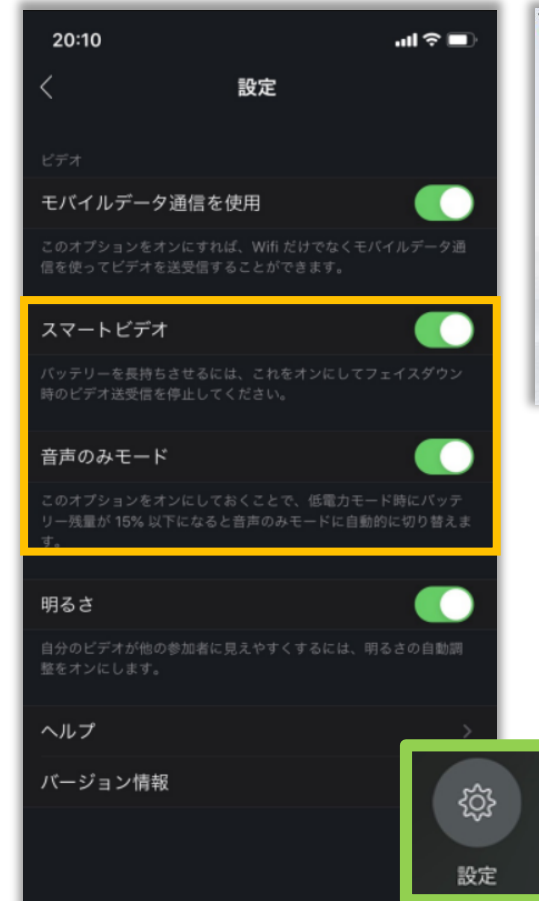 20:10
設定
ビデオ
モバイルデータ通信を使用
このオプションをオンにすれば、Wifi だけでなくモバイルデータ通
信を使ってビデオを送受信することができます。
スマートビデオ
バッテリーを長持ちさせるには、これをオンにしてフェイスダウン
時のビデオ送受信を停止してください。
音声のみモード
このオプションをオンにしておくことで、低電力モード時にバッテ
リー残量が 15% 以下になると音声のみモードに自動的に切り替えま
す。
明るさ
自分のビデオが他の参加者に見えやすくするには、明るさの自動調
整をオンにします。
ヘルプ
バージョン情報
設定